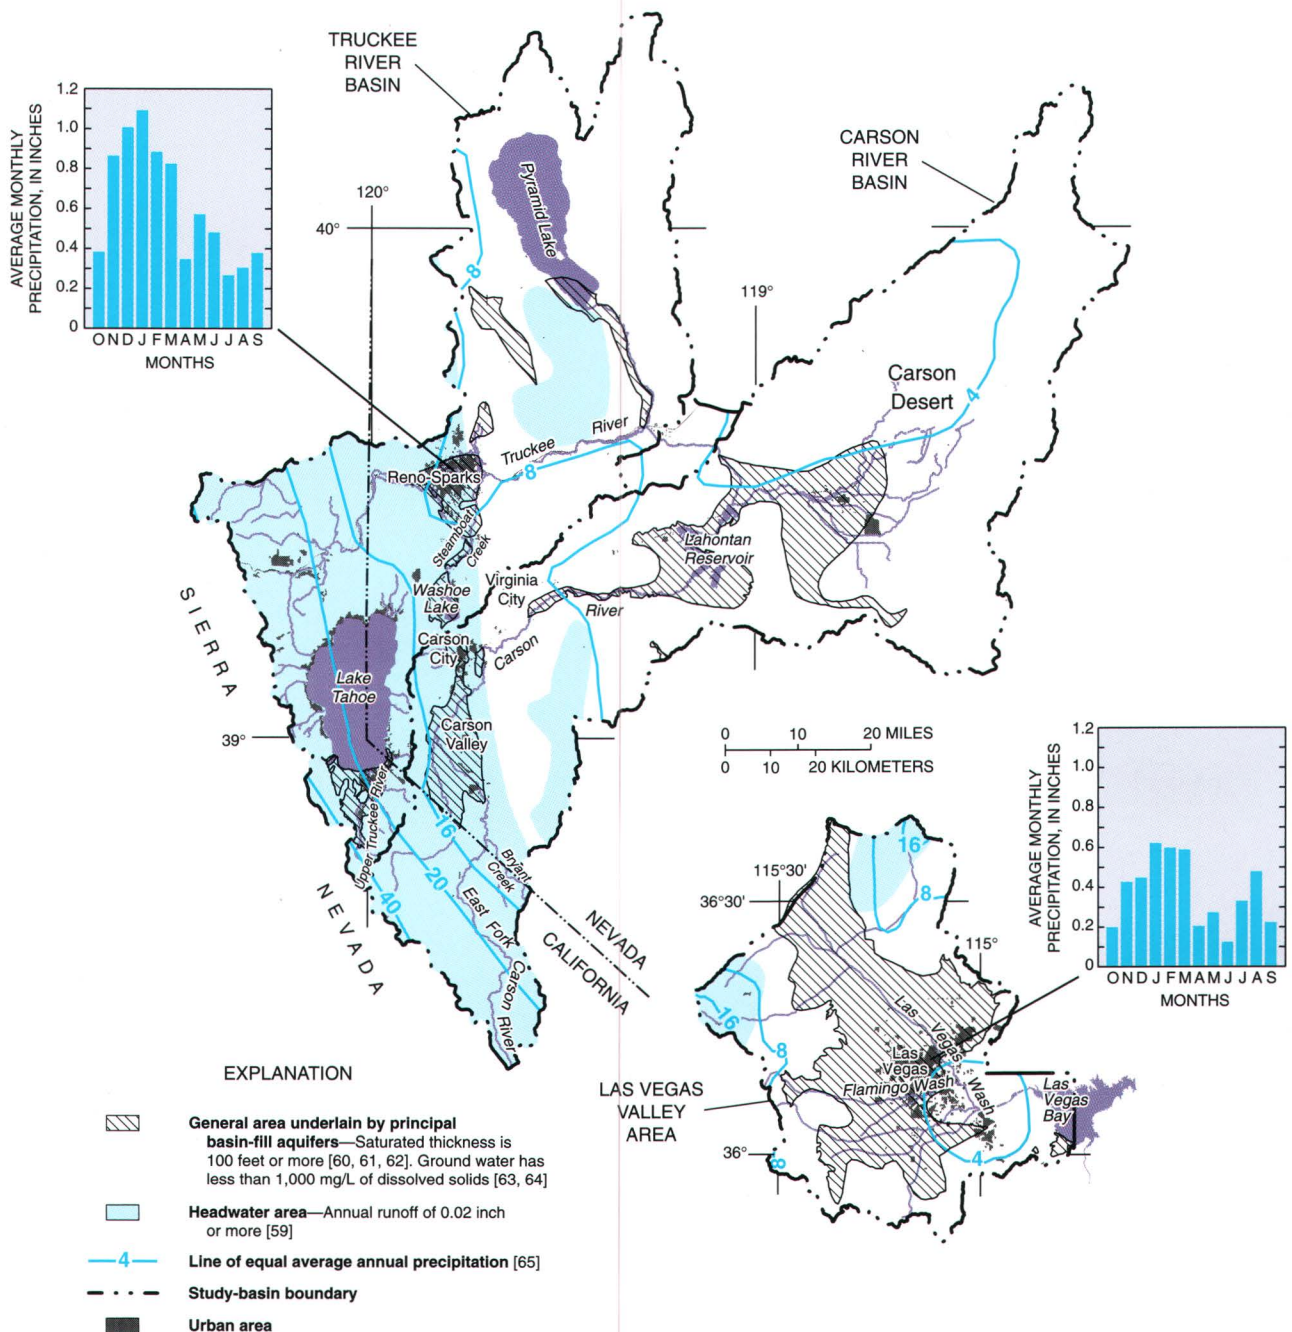 TRUCKEE
RIVER
BASIN
CARSON
RIVER
BASIN
AVERAGE MONTHLY
PRECIPITATION, IN INCHES
1.2
1.0
0.8
0.6
0.4
0.2
0
O N D J F M A M J J A S
MONTHS
120°
40°
119°
Pyramid Lake
8
Carson
Desert
4
Truckee River
8
Reno-Sparks
Steamboat
Creek
Washoe
Lake
Virginia
City
Lahontan
Reservoir
Carson River
Carson
City
Lake
Tahoe
Carson
Valley
39°
SIERRA
NEVADA
Upper Truckee River
16
20
40
Bryant
Creek
East Fork Carson River
NEVADA
CALIFORNIA
0 10 20 MILES
0 10 20 KILOMETERS
AVERAGE MONTHLY
PRECIPITATION, IN INCHES
1.2
1.0
0.8
0.6
0.4
0.2
0
O N D J F M A M J J A S
MONTHS
115°30'
36°30'
115°
36°
16
8
16
8
8
4
Las Vegas Wash
Las
Vegas
Flamingo Wash
Las
Vegas
Bay
LAS VEGAS
VALLEY
AREA
EXPLANATION
General area underlain by principal
basin-fill aquifers—Saturated thickness is
100 feet or more [60, 61, 62]. Ground water has
less than 1,000 mg/L of dissolved solids [63, 64]
Headwater area—Annual runoff of 0.02 inch
or more [59]
4 Line of equal average annual precipitation [65]
Study-basin boundary
Urban area